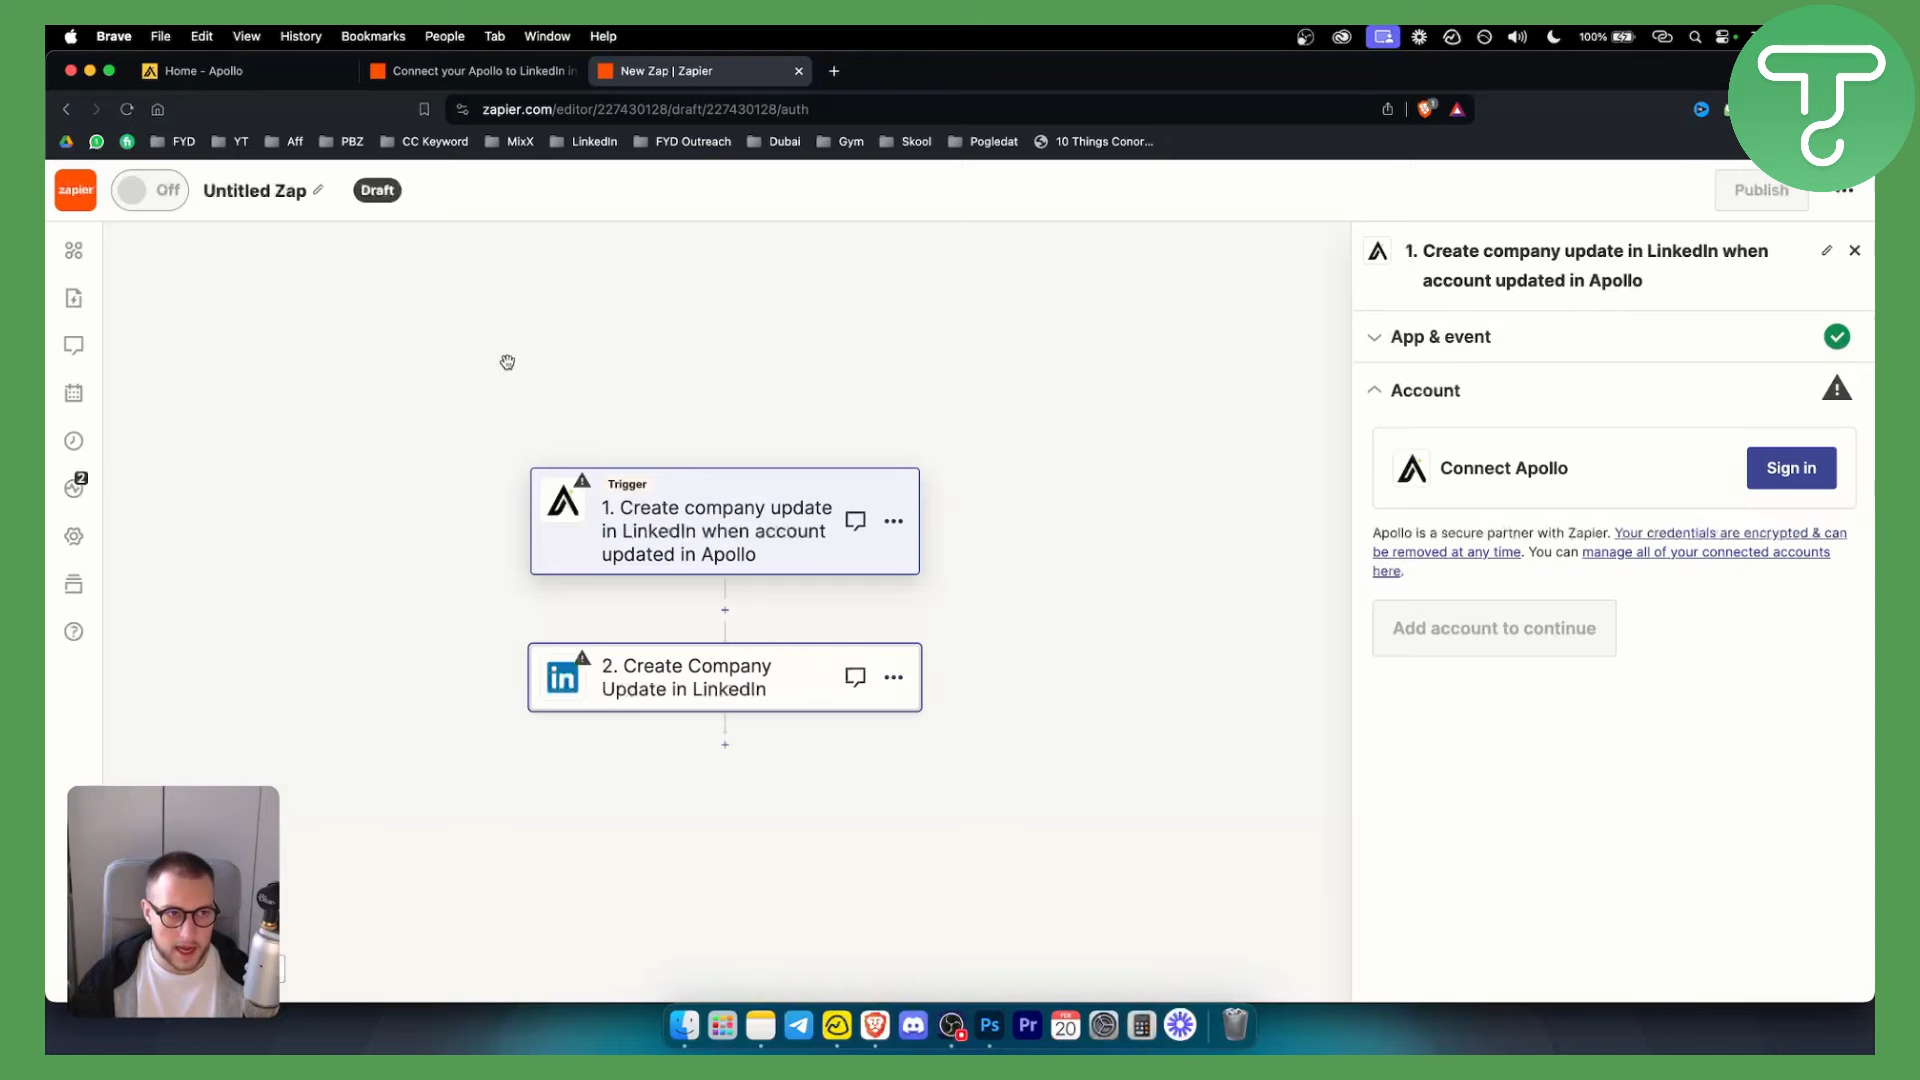 Brave File Edit View History Bookmarks People Tab Window Help
100%
Home - Apollo
Connect your Apollo to LinkedIn in
New Zap | Zapier
zapier.com/editor/227430128/draft/227430128/auth
1
FYD YT Aff PBZ CC Keyword MixX LinkedIn FYD Outreach Dubai Gym Skool Pogledat 10 Things Conor...
zapier
Off
Untitled Zap
Draft
Publish
1. Create company update in LinkedIn when
account updated in Apollo
App & event
Account
Connect Apollo
Sign in
Apollo is a secure partner with Zapier. Your credentials are encrypted & can
be removed at any time. You can manage all of your connected accounts
here.
Add account to continue
2
Trigger
1. Create company update
in LinkedIn when account
updated in Apollo
in
2. Create Company
Update in LinkedIn
Ps
Pr
FEB
20